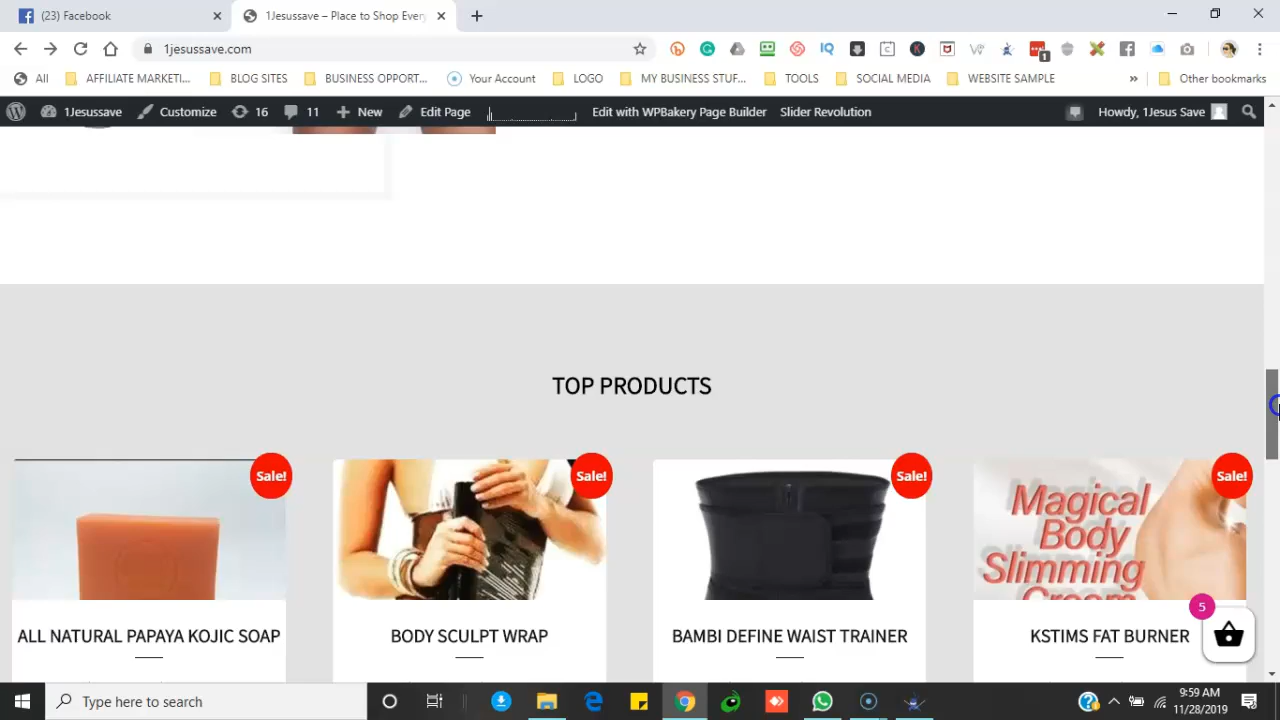 (23) Facebook
1Jesussave – Place to Shop Every
1jesussave.com
IQ
1
All
AFFILIATE MARKETI...
BLOG SITES
BUSINESS OPPORT...
Your Account
LOGO
MY BUSINESS STUF...
TOOLS
SOCIAL MEDIA
WEBSITE SAMPLE
»
Other bookmarks
1Jesussave
Customize
16
11
New
Edit Page
Edit with WPBakery Page Builder
Slider Revolution
Howdy, 1Jesus Save
TOP PRODUCTS
Sale!
Sale!
Sale!
Sale!
Magical
Body
Slimming
Cream
5
ALL NATURAL PAPAYA KOJIC SOAP
BODY SCULPT WRAP
BAMBI DEFINE WAIST TRAINER
KSTIMS FAT BURNER
Type here to search
9:59 AM
11/28/2019